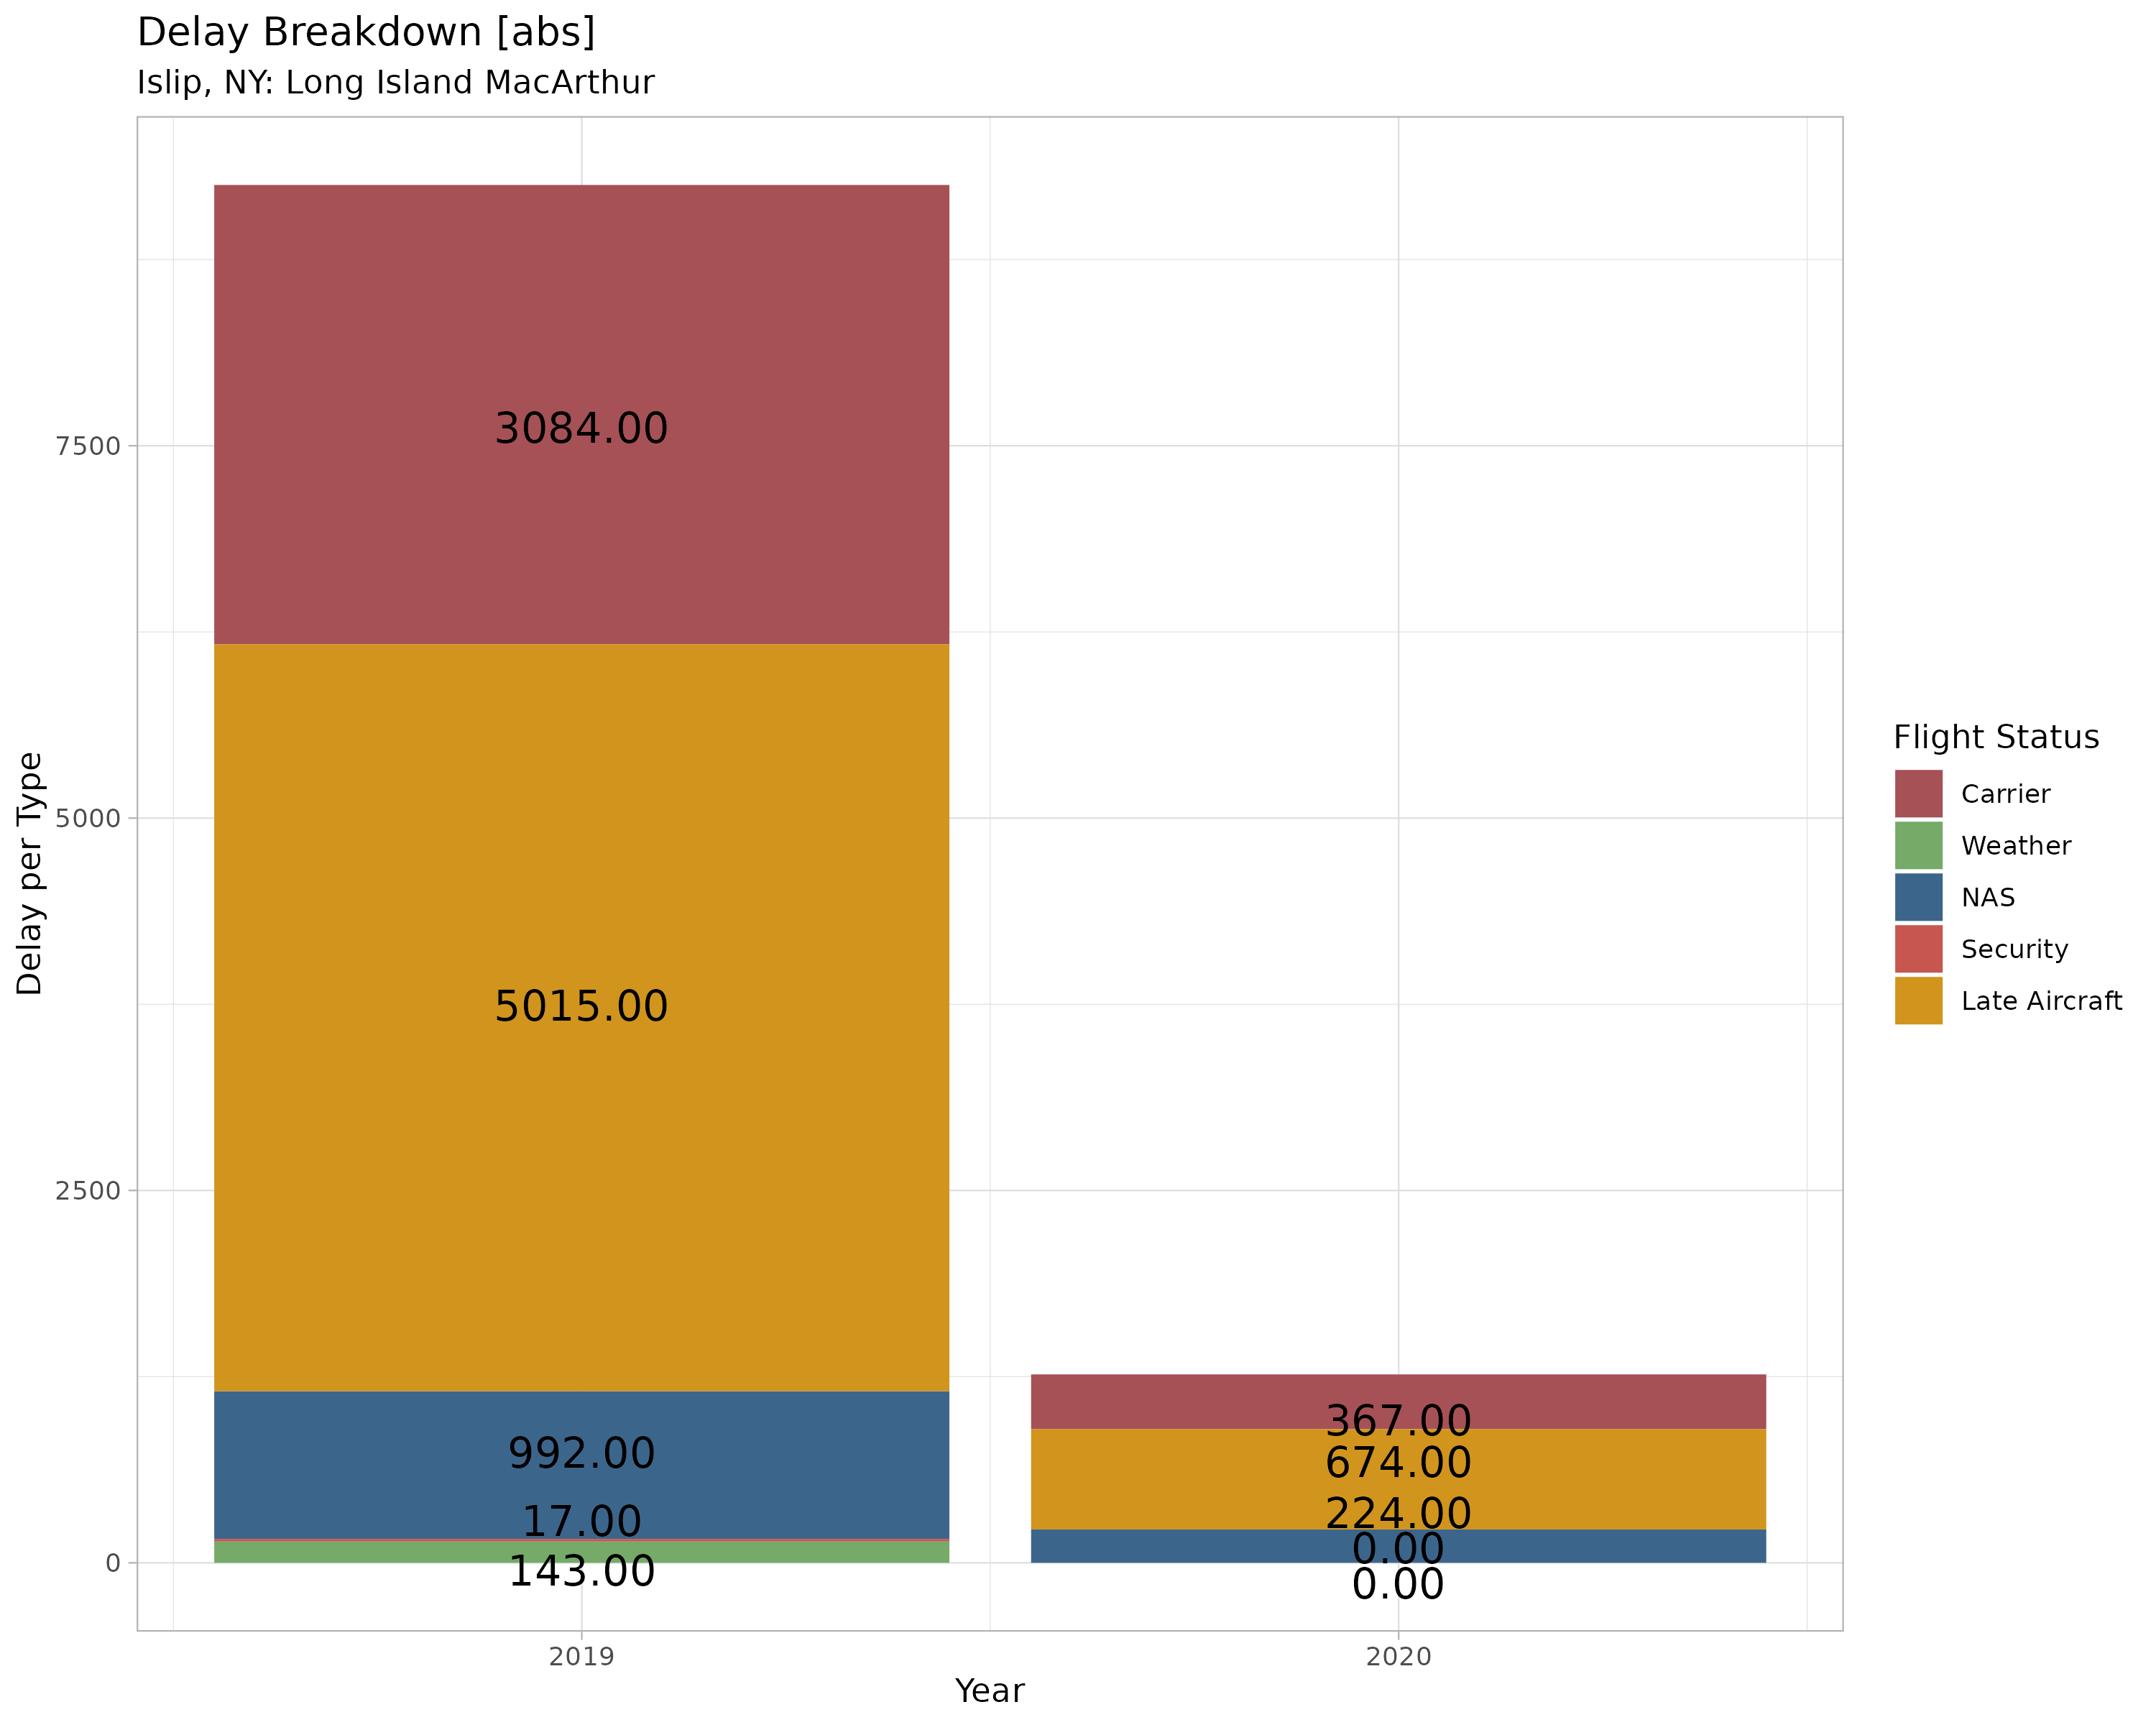 Delay Breakdown [abs]
Islip, NY: Long Island MacArthur
Delay per Type
7500
5000
2500
0
3084.00
5015.00
992.00
17.00
143.00
367.00
674.00
224.00
0.00
0.00
2019
2020
Year
Flight Status
Carrier
Weather
NAS
Security
Late Aircraft